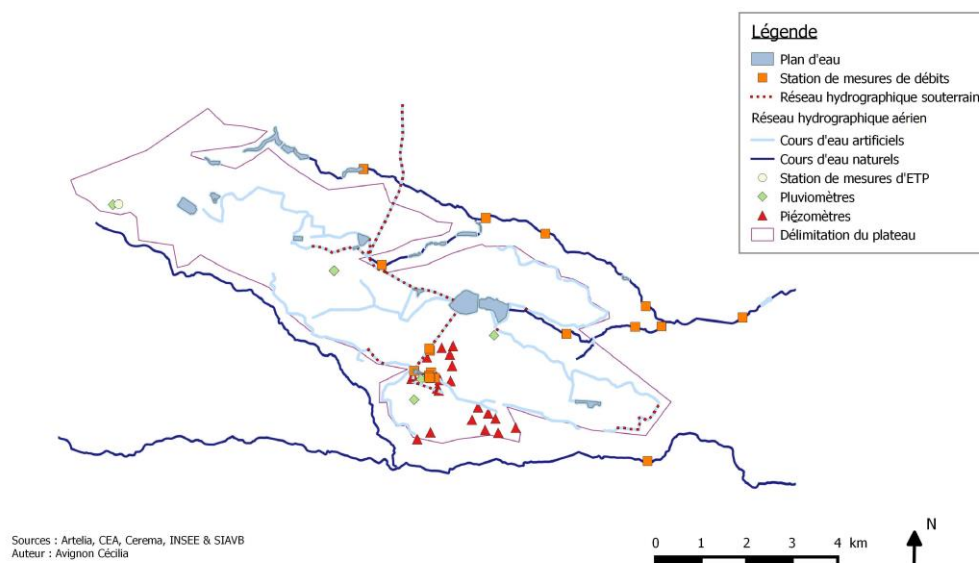 Légende
Plan d'eau
Station de mesures de débits
Réseau hydrographique souterrain
Réseau hydrographique aérien
Cours d'eau artificiels
Cours d'eau naturels
Station de mesures d'ETP
Pluviomètres
Piézomètres
Délimitation du plateau
Sources : Artelia, CEA, Cerema, INSEE & SIAVB
Auteur : Avignon Cécilia
0 1 2 3 4 km
N